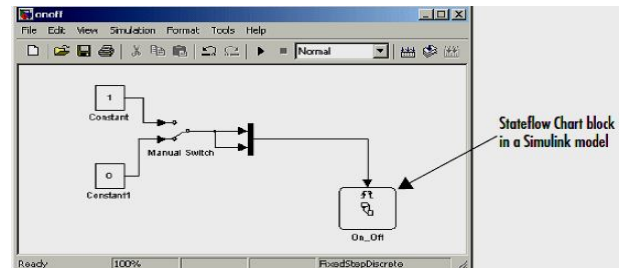 onoff
File Edit View Simulation Format Tools Help
Normal
1
Constant
Manual Switch
0
Constant1
On_Off
Stateflow Chart block
in a Simulink model
Ready 100% FixedStepDiscrete